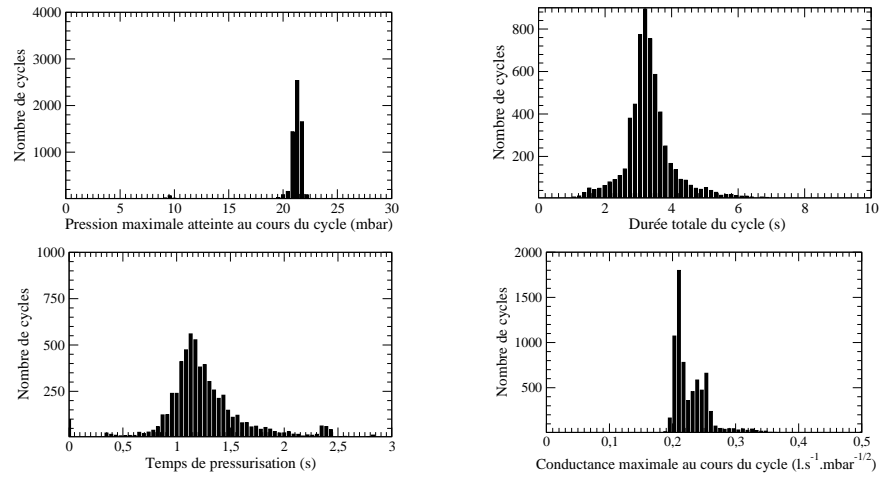 4000
3000
2000
1000
Nombre de cycles
0 5 10 15 20 25 30
Pression maximale atteinte au cours du cycle (mbar)
800
600
400
200
Nombre de cycles
0 2 4 6 8 10
Durée totale du cycle (s)
1000
750
500
250
Nombre de cycles
0 0,5 1 1,5 2 2,5 3
Temps de pressurisation (s)
2000
1500
1000
500
Nombre de cycles
0 0,1 0,2 0,3 0,4 0,5
Conductance maximale au cours du cycle (l.s⁻¹.mbar⁻¹/²)